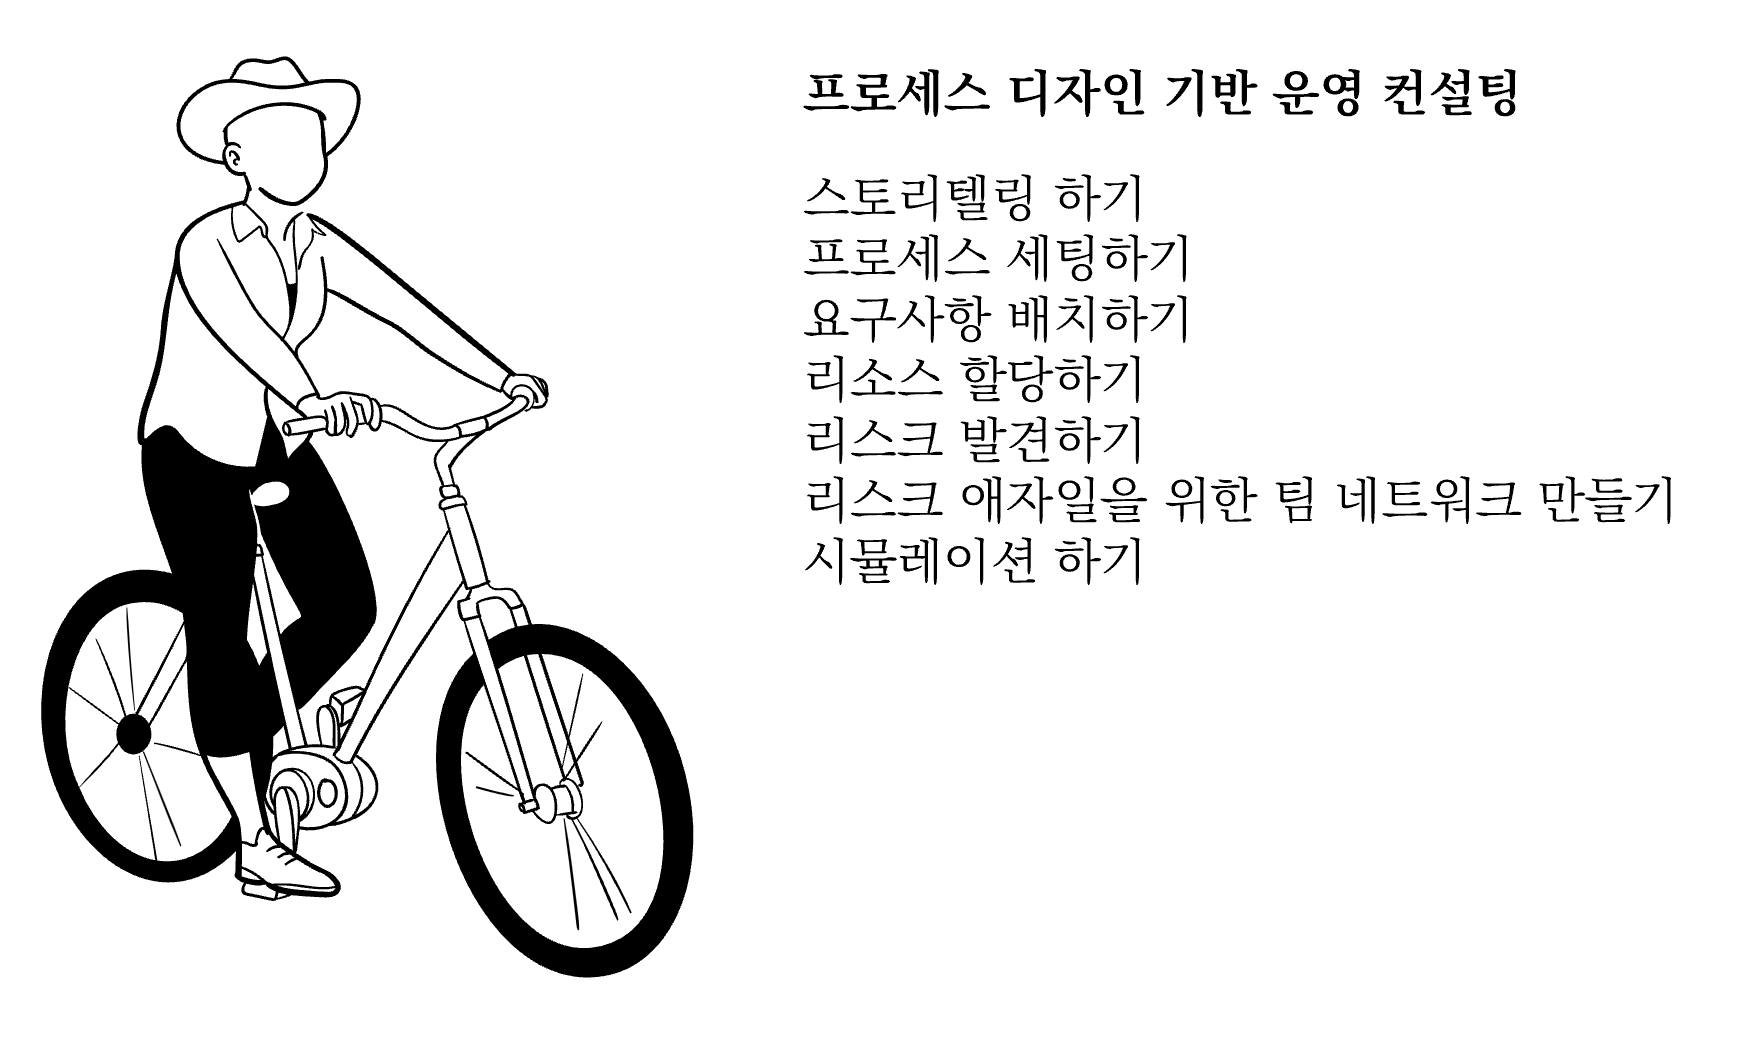 프로세스 디자인 기반 운영 컨설팅
스토리텔링 하기
프로세스 세팅하기
요구사항 배치하기
리소스 할당하기
리스크 발견하기
리스크 애자일을 위한 팀 네트워크 만들기
시뮬레이션 하기